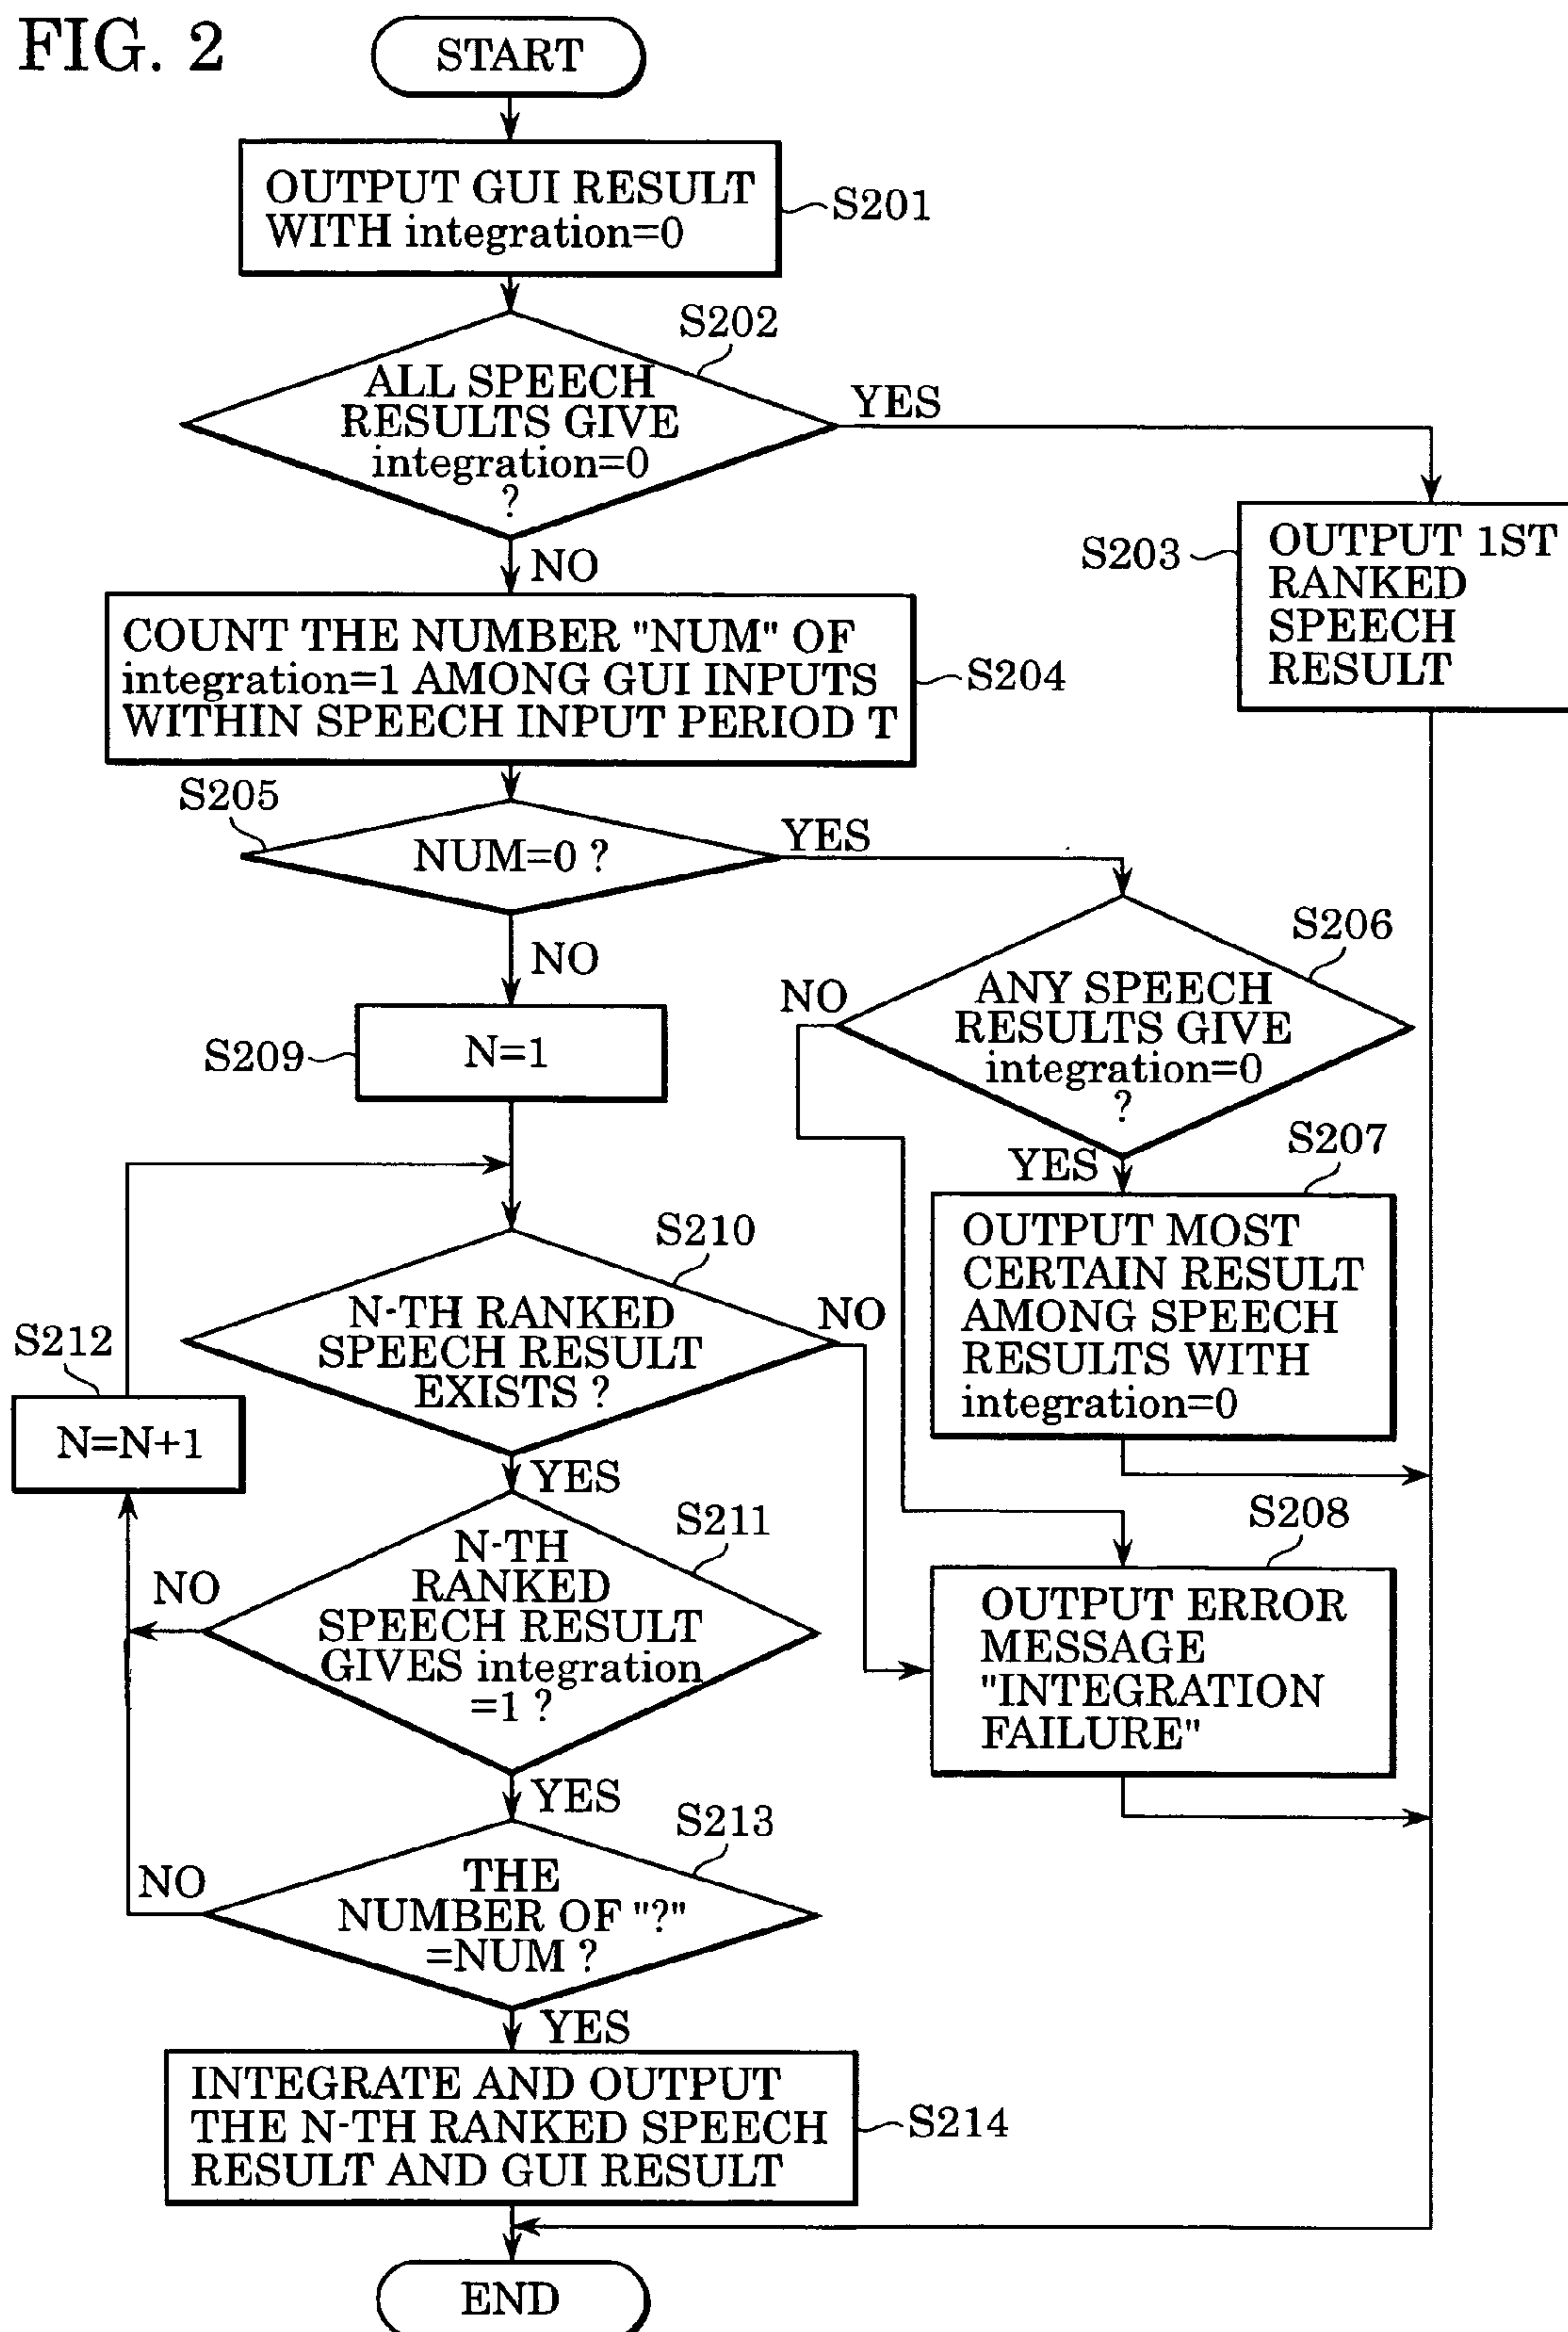 FIG. 2
START
OUTPUT GUI RESULT
WITH integration=0
S201
S202
ALL SPEECH
RESULTS GIVE
integration=0
?
YES
NO
S203
OUTPUT 1ST
RANKED
SPEECH
RESULT
COUNT THE NUMBER "NUM" OF
integration=1 AMONG GUI INPUTS
WITHIN SPEECH INPUT PERIOD T
S204
S205
NUM=0 ?
YES
NO
S206
ANY SPEECH
RESULTS GIVE
integration=0
?
NO
YES
S209
N=1
S207
OUTPUT MOST
CERTAIN RESULT
AMONG SPEECH
RESULTS WITH
integration=0
S210
N-TH RANKED
SPEECH RESULT
EXISTS ?
NO
YES
S212
N=N+1
S211
N-TH
RANKED
SPEECH RESULT
GIVES integration
=1 ?
NO
YES
S208
OUTPUT ERROR
MESSAGE
"INTEGRATION
FAILURE"
S213
THE
NUMBER OF "?"
=NUM ?
NO
YES
INTEGRATE AND OUTPUT
THE N-TH RANKED SPEECH
RESULT AND GUI RESULT
S214
END